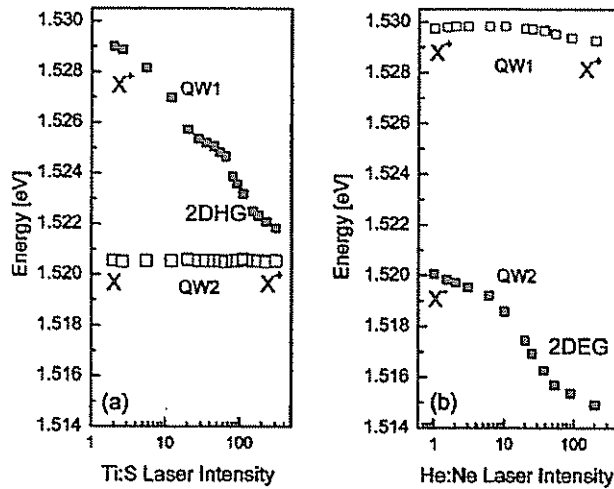 1.530
1.528
1.526
1.524
1.522
1.520
1.518
1.516
1.514
Energy [eV]
X+
QW1
2DHG
X
QW2
X+
(a)
1 10 100
Ti:S Laser Intensity
1.530
1.528
1.526
1.524
1.522
1.520
1.518
1.516
1.514
Energy [eV]
X+
QW1
X+
QW2
X-
2DEG
(b)
1 10 100
He:Ne Laser Intensity